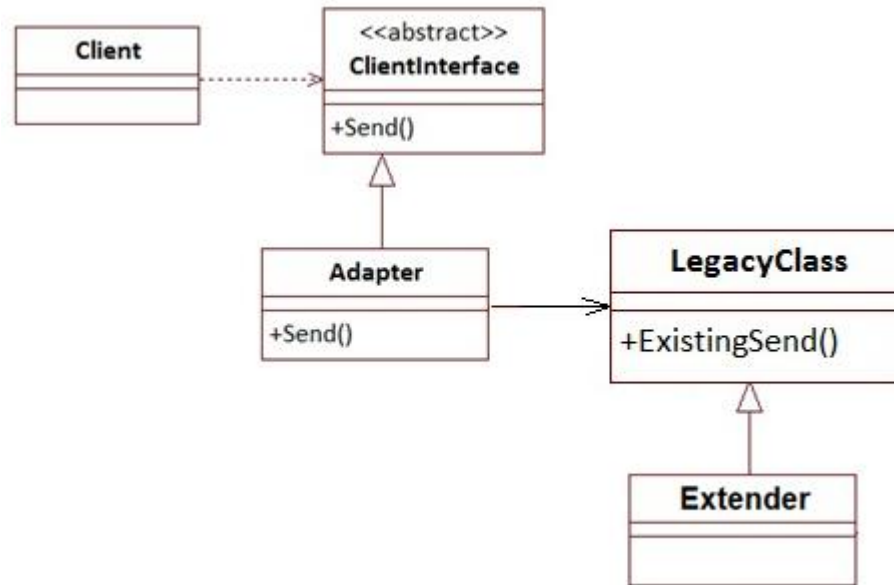 Client
<<abstract>>
ClientInterface
+Send()
Adapter
+Send()
LegacyClass
+ExistingSend()
Extender